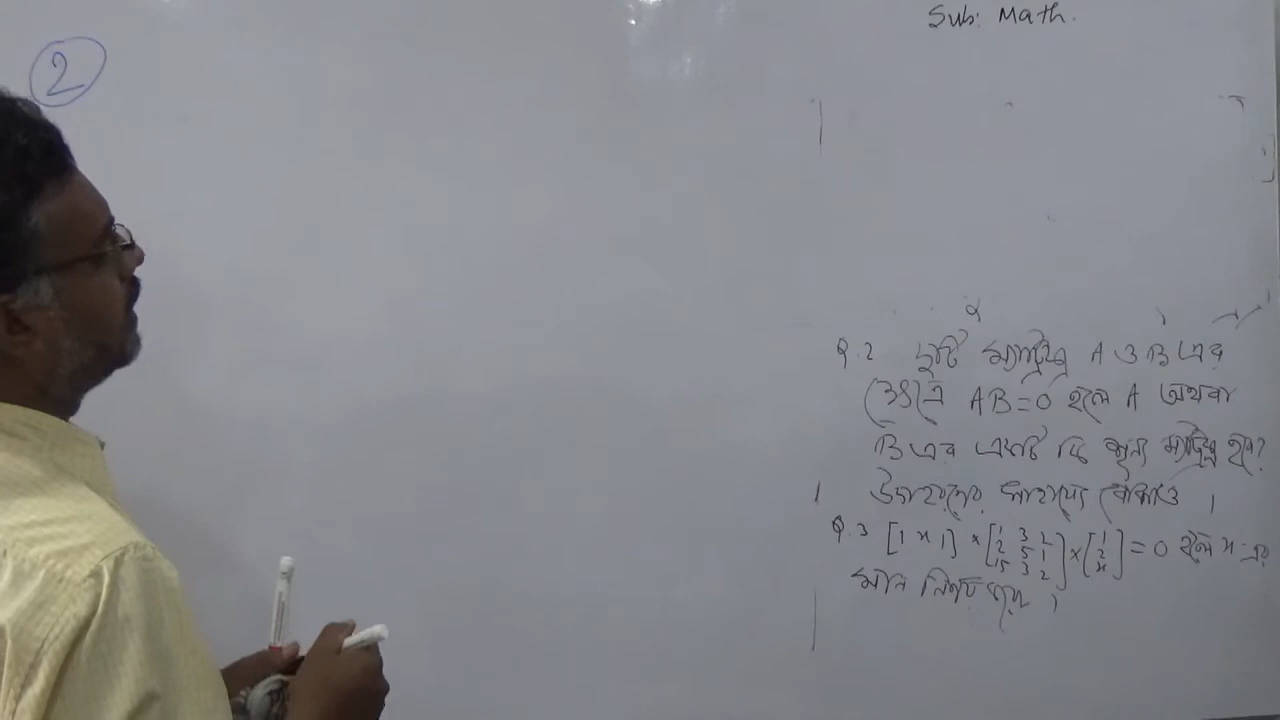 2
Sub: Math.
Q.2 দুটি ম্যাট্রিক্স A ও B এর
ক্ষেত্রে AB=0 হলে A অথবা
B এর একটি কি শূন্য ম্যাট্রিক্স হবে?
উদাহরণের সাহায্যে বোঝাও ।
Q.3 [1 x 1] × [1 3 2; 2 5 1; 15 3 2] × [1; 2; x] = 0 হলে x-এর
মান নির্ণয় করো ।